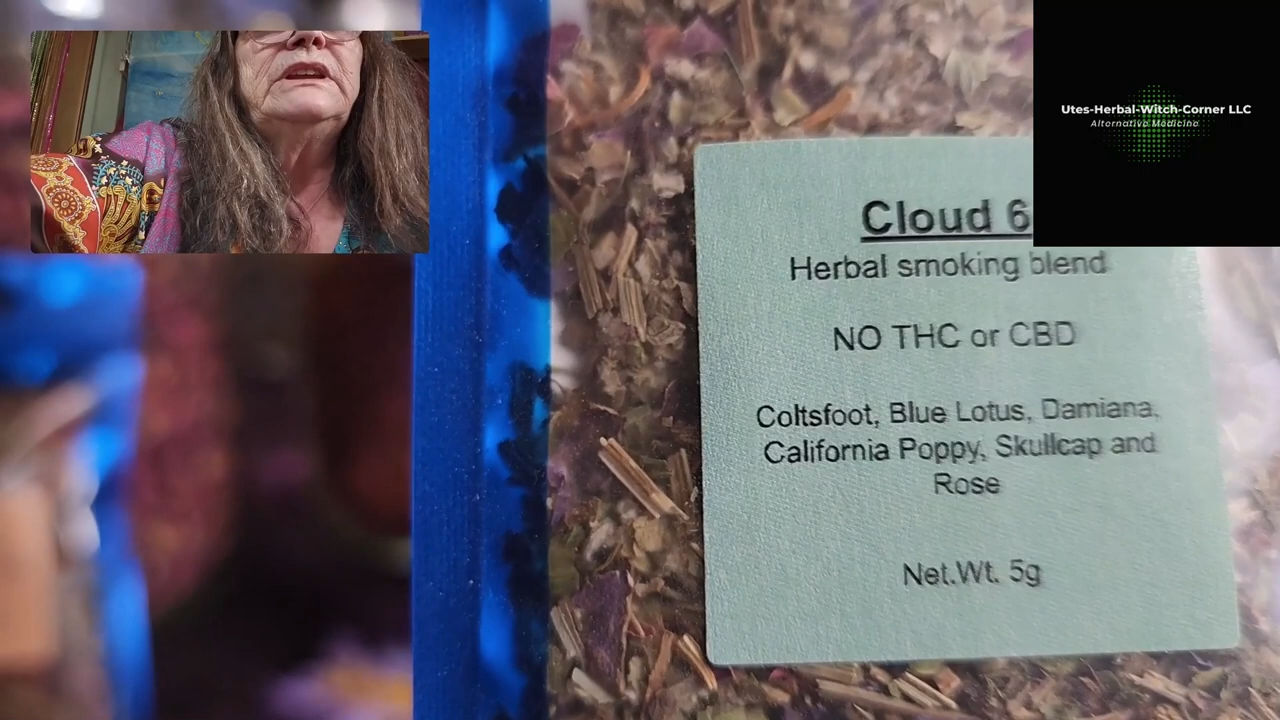 Utes-Herbal-Witch-Corner LLC
Alternative Medicine
Cloud 6
Herbal smoking blend
NO THC or CBD
Coltsfoot, Blue Lotus, Damiana,
California Poppy, Skullcap and
Rose
Net.Wt. 5g